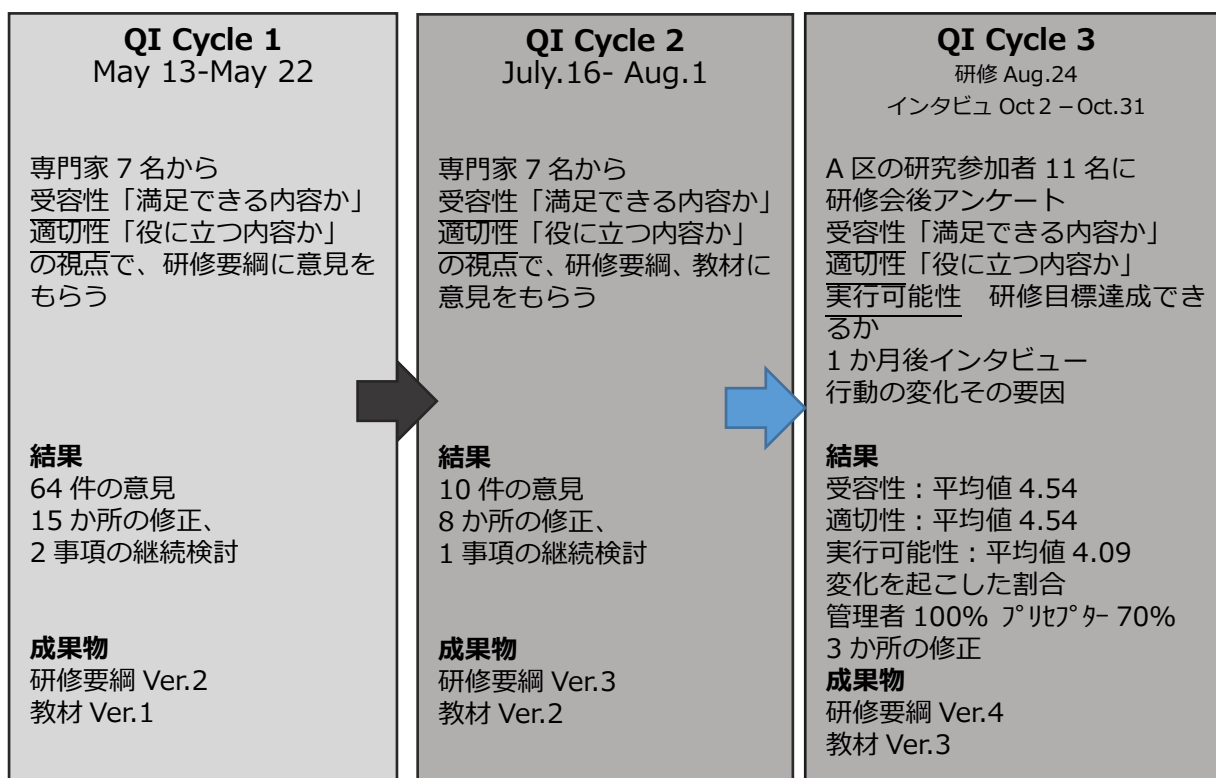 QI Cycle 1
May 13-May 22
専門家 7 名から
受容性「満足できる内容か」
適切性「役に立つ内容か」
の視点で、研修要綱に意見を
もらう
結果
64 件の意見
15 か所の修正、
2 事項の継続検討
成果物
研修要綱 Ver.2
教材 Ver.1
QI Cycle 2
July.16- Aug.1
専門家 7 名から
受容性「満足できる内容か」
適切性「役に立つ内容か」
の視点で、研修要綱、教材に
意見をもらう
結果
10 件の意見
8 か所の修正、
1 事項の継続検討
成果物
研修要綱 Ver.3
教材 Ver.2
QI Cycle 3
研修 Aug.24
インタビュ Oct 2 –Oct.31
A 区の研究参加者 11 名に
研修会後アンケート
受容性「満足できる内容か」
適切性「役に立つ内容か」
実行可能性 研修目標達成でき
るか
1 か月後インタビュー
行動の変化その要因
結果
受容性：平均値 4.54
適切性：平均値 4.54
実行可能性：平均値 4.09
変化を起こした割合
管理者 100% ﾌﾟﾘｾﾌﾟﾀｰ 70%
3 か所の修正
成果物
研修要綱 Ver.4
教材 Ver.3